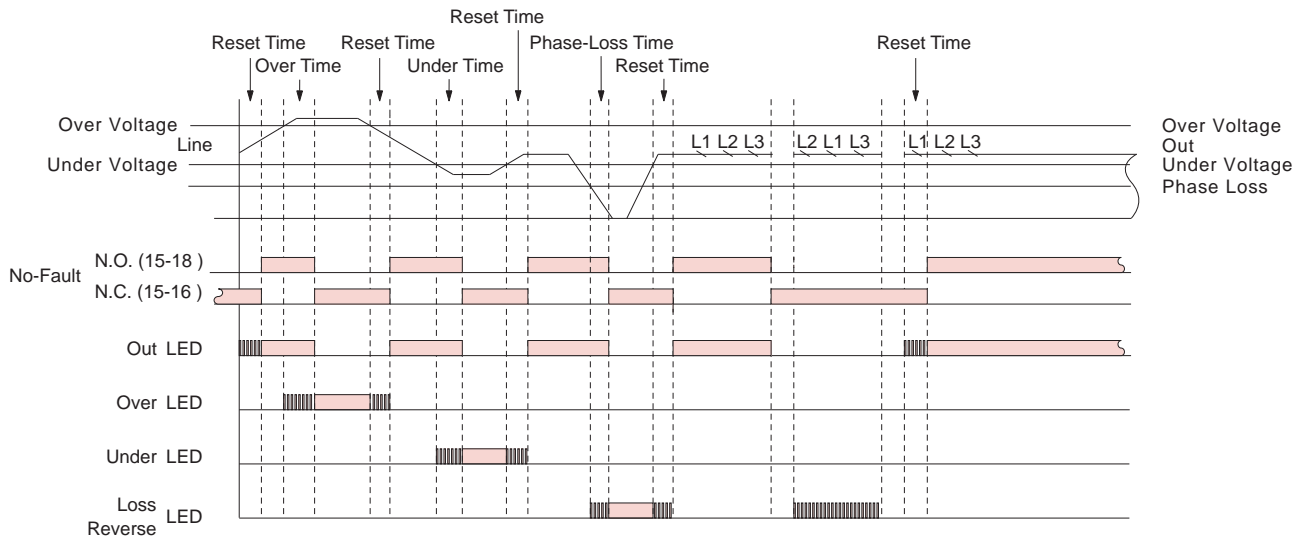 Reset Time
Reset Time Reset Time Phase-Loss Time Reset Time
Over Time Under Time Reset Time
Over Voltage
Line
Under Voltage
L1 L2 L3 L2 L1 L3 L1 L2 L3
Over Voltage
Out
Under Voltage
Phase Loss
No-Fault
N.O. (15-18 )
N.C. (15-16 )
Out LED
Over LED
Under LED
Loss
Reverse LED